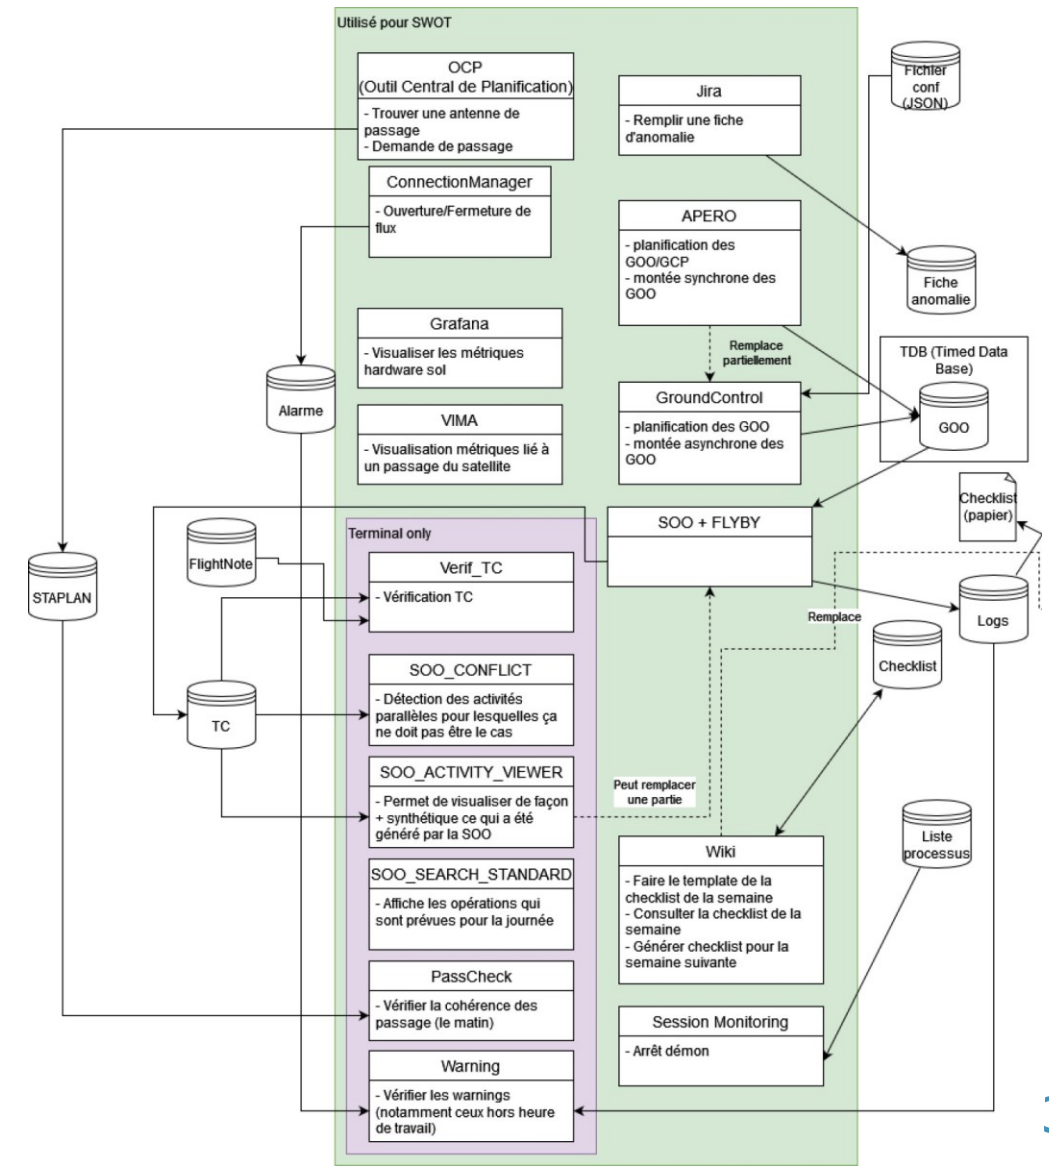 Utilisé pour SWOT
OCP
(Outil Central de Planification)
- Trouver une antenne de
passage
- Demande de passage
Jira
- Remplir une fiche
d'anomalie
Fichier
conf
(JSON)
ConnectionManager
- Ouverture/Fermeture de
flux
APERO
- planification des
GOO/GCP
- montée synchrone des
GOO
Fiche
anomalie
Grafana
- Visualiser les métriques
hardware sol
Remplace
partiellement
TDB (Timed Data
Base)
GOO
Alarme
GroundControl
- planification des GOO
- montée asynchrone des
GOO
VIMA
- Visualisation métriques lié à
un passage du satellite
Checklist
(papier)
SOO + FLYBY
Terminal only
FlightNote
STAPLAN
Verif_TC
- Vérification TC
Remplace
Logs
Checklist
SOO_CONFLICT
- Détection des activités
parallèles pour lesquelles ça
ne doit pas être le cas
TC
SOO_ACTIVITY_VIEWER
- Permet de visualiser de façon
+ synthétique ce qui a été
généré par la SOO
Peut remplacer
une partie
Liste
processus
Wiki
- Faire le template de la
checklist de la semaine
- Consulter la checklist de la
semaine
- Générer checklist pour la
semaine suivante
SOO_SEARCH_STANDARD
- Affiche les opérations qui
sont prévues pour la journée
PassCheck
- Vérifier la cohérence des
passage (le matin)
Session Monitoring
- Arrêt démon
Warning
- Vérifier les warnings
(notamment ceux hors heure
de travail)